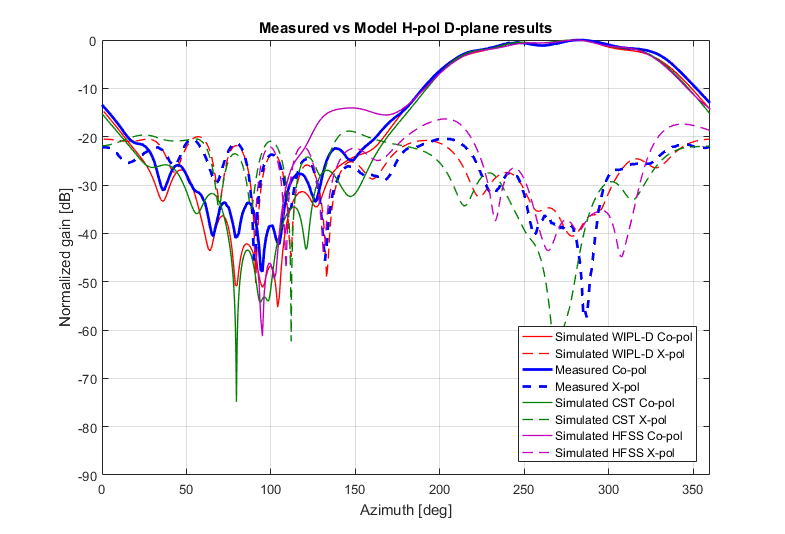 Measured vs Model H-pol D-plane results
Normalized gain [dB]
0
-10
-20
-30
-40
-50
-60
-70
-80
-90
Simulated WIPL-D Co-pol
Simulated WIPL-D X-pol
Measured Co-pol
Measured X-pol
Simulated CST Co-pol
Simulated CST X-pol
Simulated HFSS Co-pol
Simulated HFSS X-pol
0 50 100 150 200 250 300 350
Azimuth [deg]